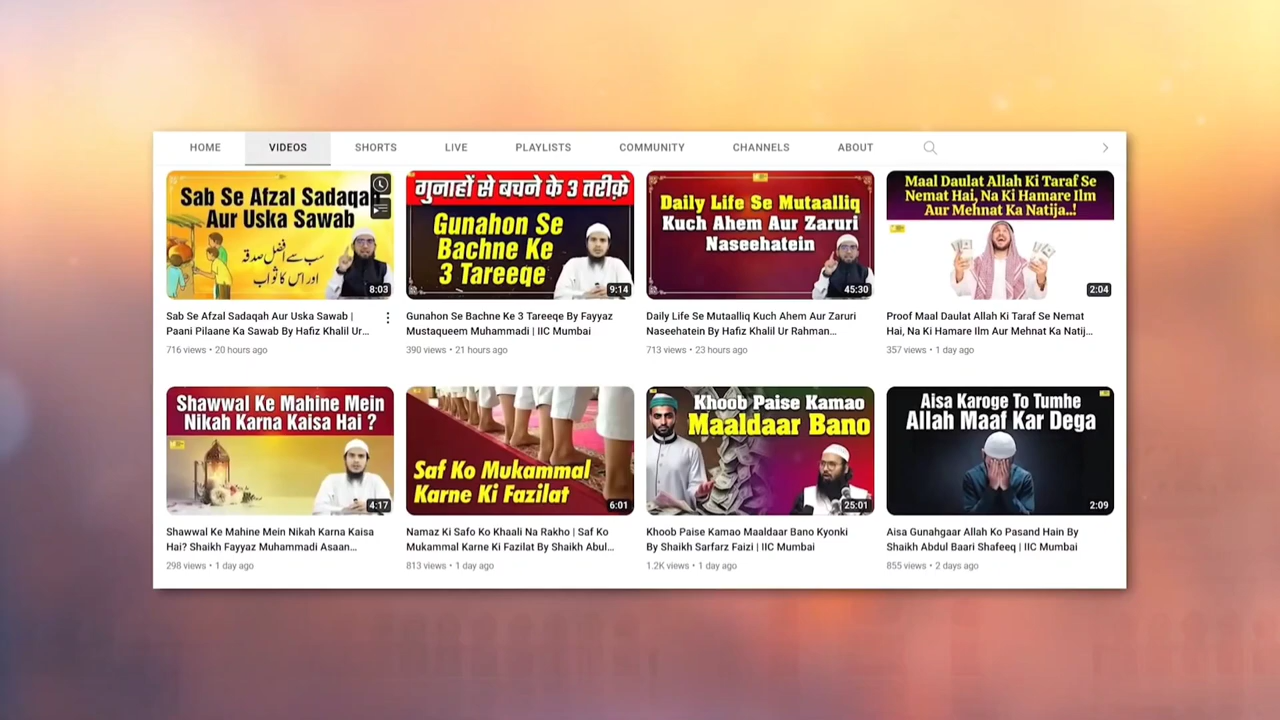 HOME VIDEOS SHORTS LIVE PLAYLISTS COMMUNITY CHANNELS ABOUT
Sab Se Afzal Sadaqah
Aur Uska Sawab
سب سے افضل صدقہ
اور اس کا ثواب
8:03
Sab Se Afzal Sadaqah Aur Uska Sawab |
Paani Pilaane Ka Sawab By Hafiz Khalil Ur...
716 views • 20 hours ago
गुनाहों से बचने के 3 तरीक़े
Gunahon Se
Bachne Ke
3 Tareeqe
9:14
Gunahon Se Bachne Ke 3 Tareeqe By Fayyaz
Mustaqueem Muhammadi | IIC Mumbai
390 views • 21 hours ago
Daily Life Se Mutaalliq
Kuch Ahem Aur Zaruri
Naseehatein
45:30
Daily Life Se Mutaalliq Kuch Ahem Aur Zaruri
Naseehatein By Hafiz Khalil Ur Rahman...
713 views • 23 hours ago
Maal Daulat Allah Ki Taraf Se
Nemat Hai, Na Ki Hamare Ilm
Aur Mehnat Ka Natija..!
2:04
Proof Maal Daulat Allah Ki Taraf Se Nemat
Hai, Na Ki Hamare Ilm Aur Mehnat Ka Natij...
357 views • 1 day ago
Shawwal Ke Mahine Mein
Nikah Karna Kaisa Hai ?
4:17
Shawwal Ke Mahine Mein Nikah Karna Kaisa
Hai? Shaikh Fayyaz Muhammadi Asaan...
298 views • 1 day ago
Saf Ko Mukammal
Karne Ki Fazilat
6:01
Namaz Ki Safo Ko Khaali Na Rakho | Saf Ko
Mukammal Karne Ki Fazilat By Shaikh Abul...
813 views • 1 day ago
Khoob Paise Kamao
Maaldaar Bano
25:01
Khoob Paise Kamao Maaldaar Bano Kyonki
By Shaikh Sarfarz Faizi | IIC Mumbai
1.2K views • 1 day ago
Aisa Karoge To Tumhe
Allah Maaf Kar Dega
2:09
Aisa Gunahgaar Allah Ko Pasand Hain By
Shaikh Abdul Baari Shafeeq | IIC Mumbai
855 views • 2 days ago